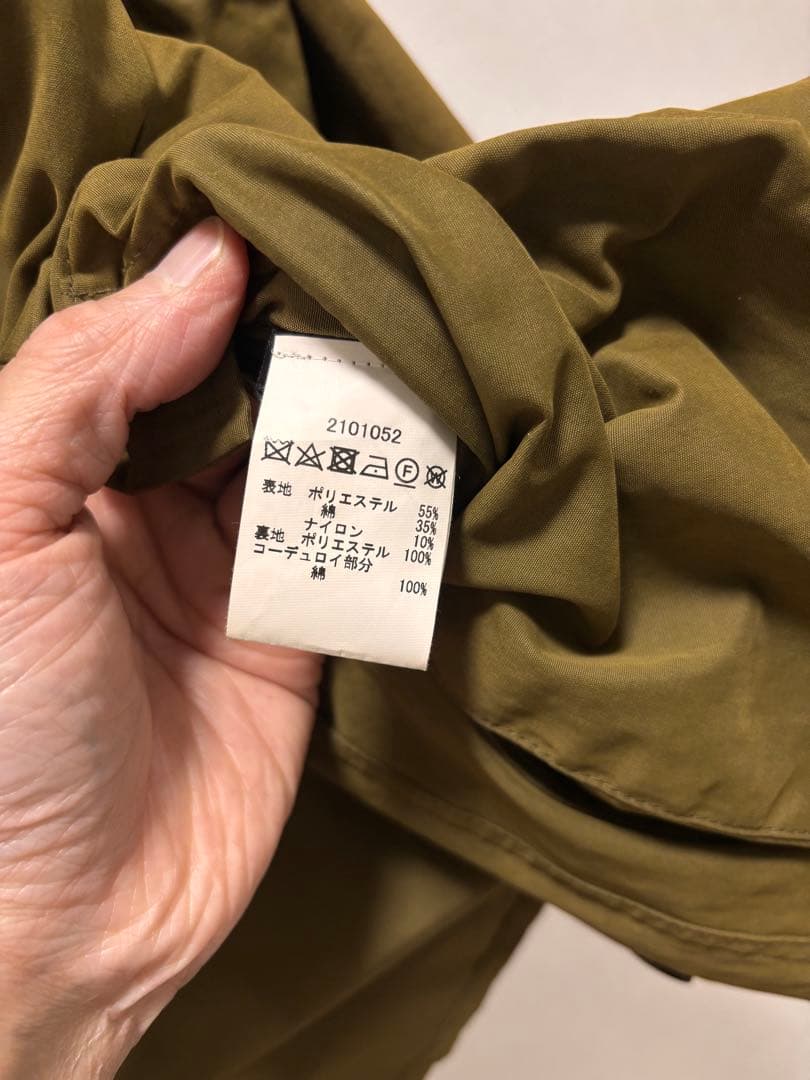 2101052
F W
表地 ポリエステル 55%
綿 35%
ナイロン 10%
裏地 ポリエステル 100%
コーデュロイ部分
綿 100%